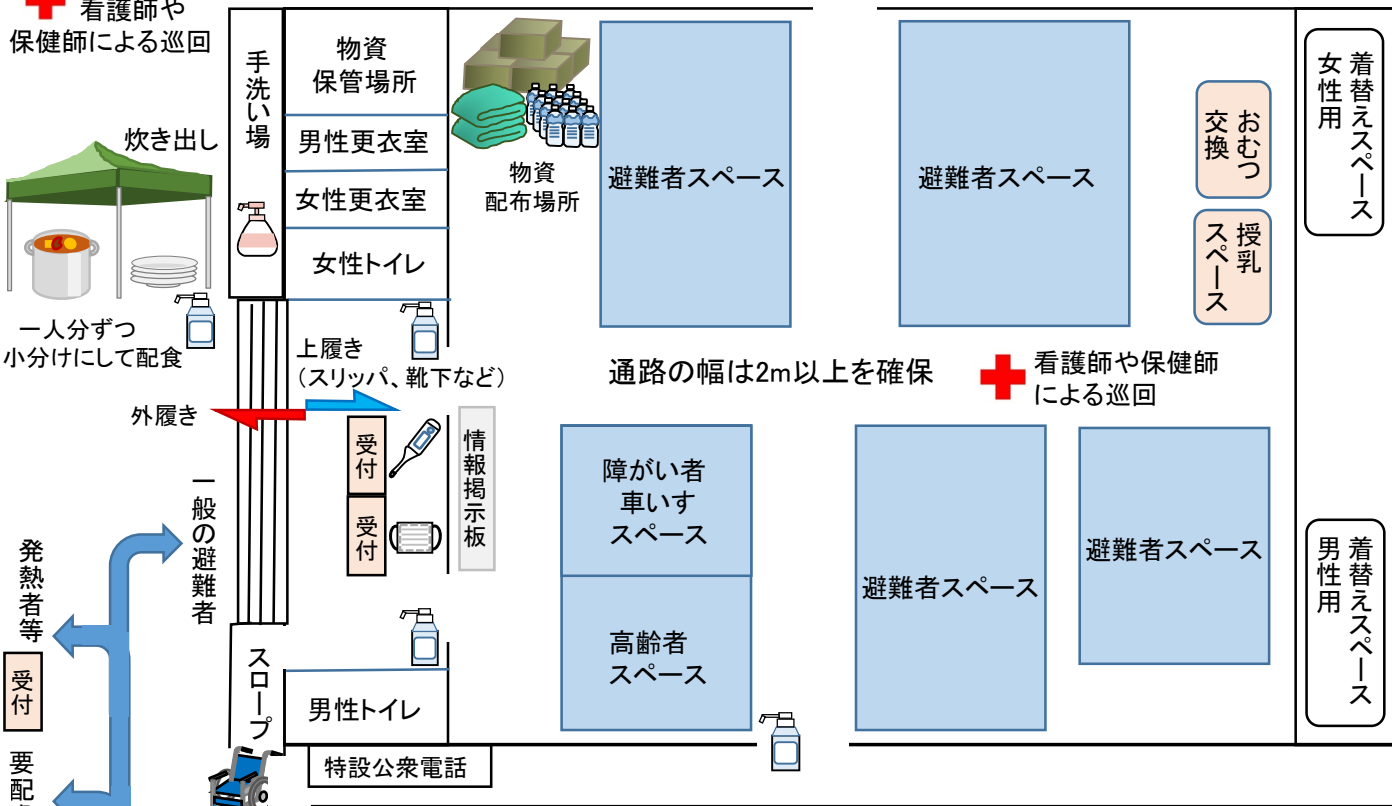 看護師や
保健師による巡回
炊き出し
一人分ずつ
小分けにして配食
手洗い場
物資
保管場所
男性更衣室
女性更衣室
女性トイレ
物資
配布場所
避難者スペース
避難者スペース
おむつ
交換
授乳
スペース
着替えスペース
女性用
上履き
(スリッパ、靴下など)
外履き
通路の幅は2m以上を確保
看護師や保健師
による巡回
受付
受付
情報掲示板
障がい者
車いす
スペース
高齢者
スペース
避難者スペース
避難者スペース
着替えスペース
男性用
一般の避難者
発熱者等
受付
要配
スロープ
男性トイレ
特設公衆電話